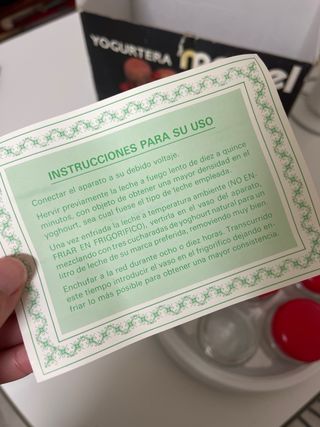 YOGURTERA
INSTRUCCIONES PARA SU USO
Conectar el aparato a su debido voltaje.
Hervir previamente la leche a fuego lento de diez a quince
minutos, con objeto de obtener una mayor densidad en el
yoghourt, sea cual fuese el tipo de leche empleada.
Una vez enfriada la leche a temperatura ambiente (NO EN-
FRIAR EN FRIGORIFICO), vertirla en el vaso del aparato,
mezclando con tres cucharadas de yoghourt natural para un
litro de leche de su marca preferida, removiendo muy bien.
Enchufar a la red durante ocho o diez horas. Transcurrido
este tiempo introducir el vaso en el frigorífico dejando en-
friar lo más posible para obtener una mayor consistencia.